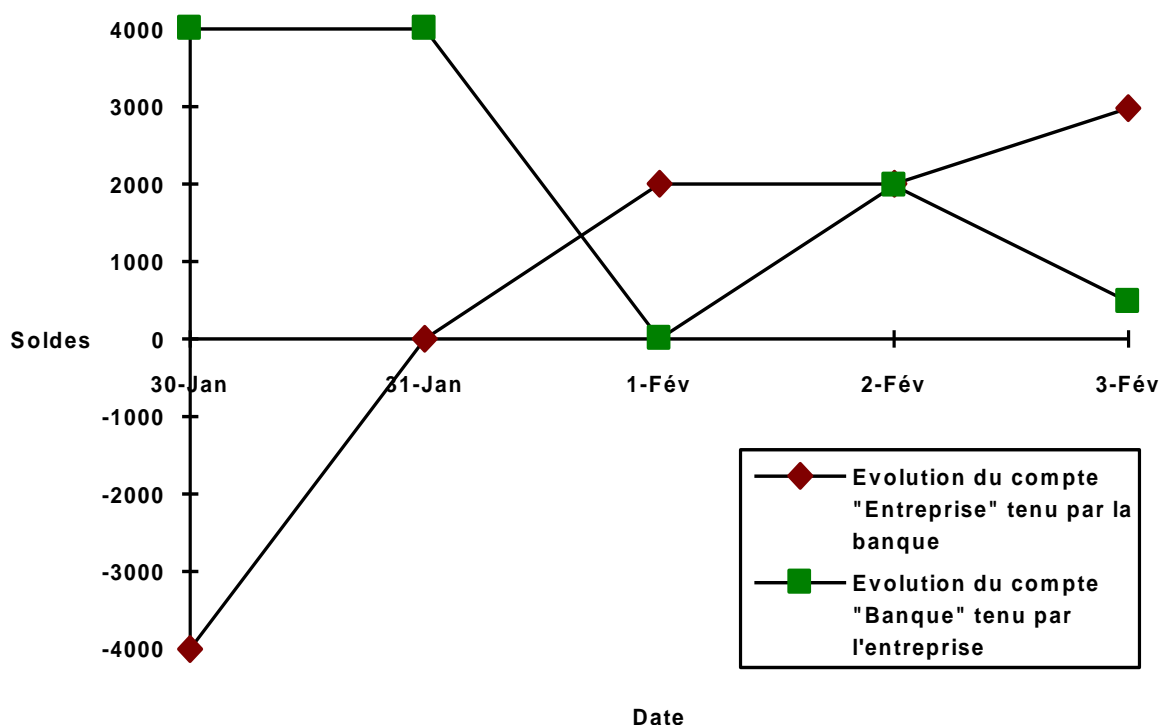 4000
3000
2000
1000
Soldes
0
30-Jan
31-Jan
1-Fév
2-Fév
3-Fév
-1000
-2000
-3000
-4000
Evolution du compte
"Entreprise" tenu par la
banque
Evolution du compte
"Banque" tenu par
l'entreprise
Date